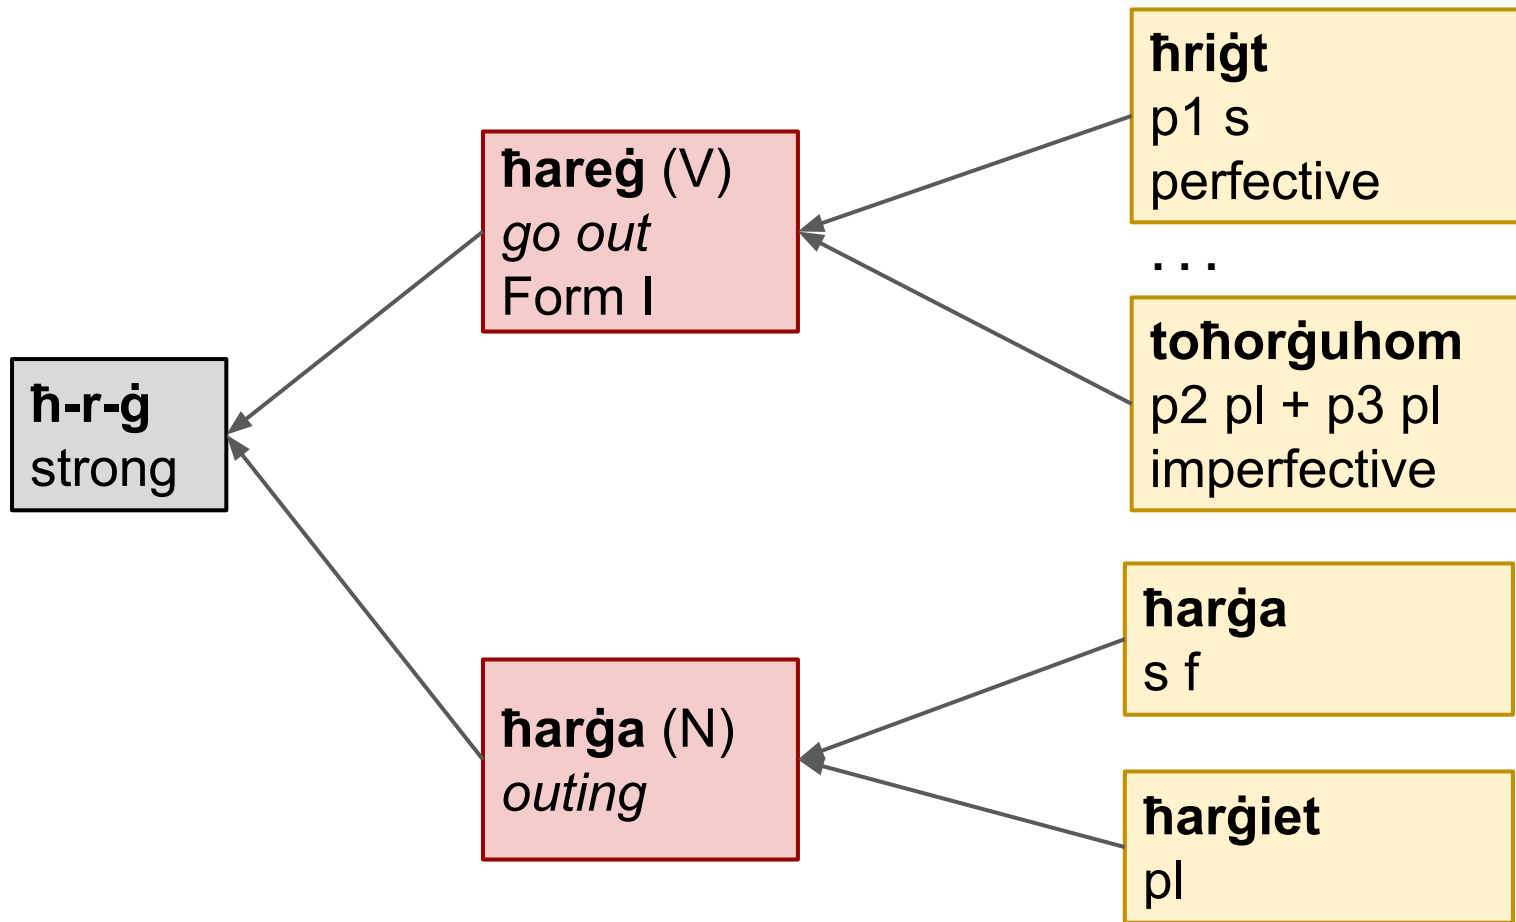 ħ-r-ġ
strong
ħareġ (V)
go out
Form I
ħarġa (N)
outing
ħriġt
p1 s
perfective
. . .
toħorġuhom
p2 pl + p3 pl
imperfective
ħarġa
s f
ħarġiet
pl